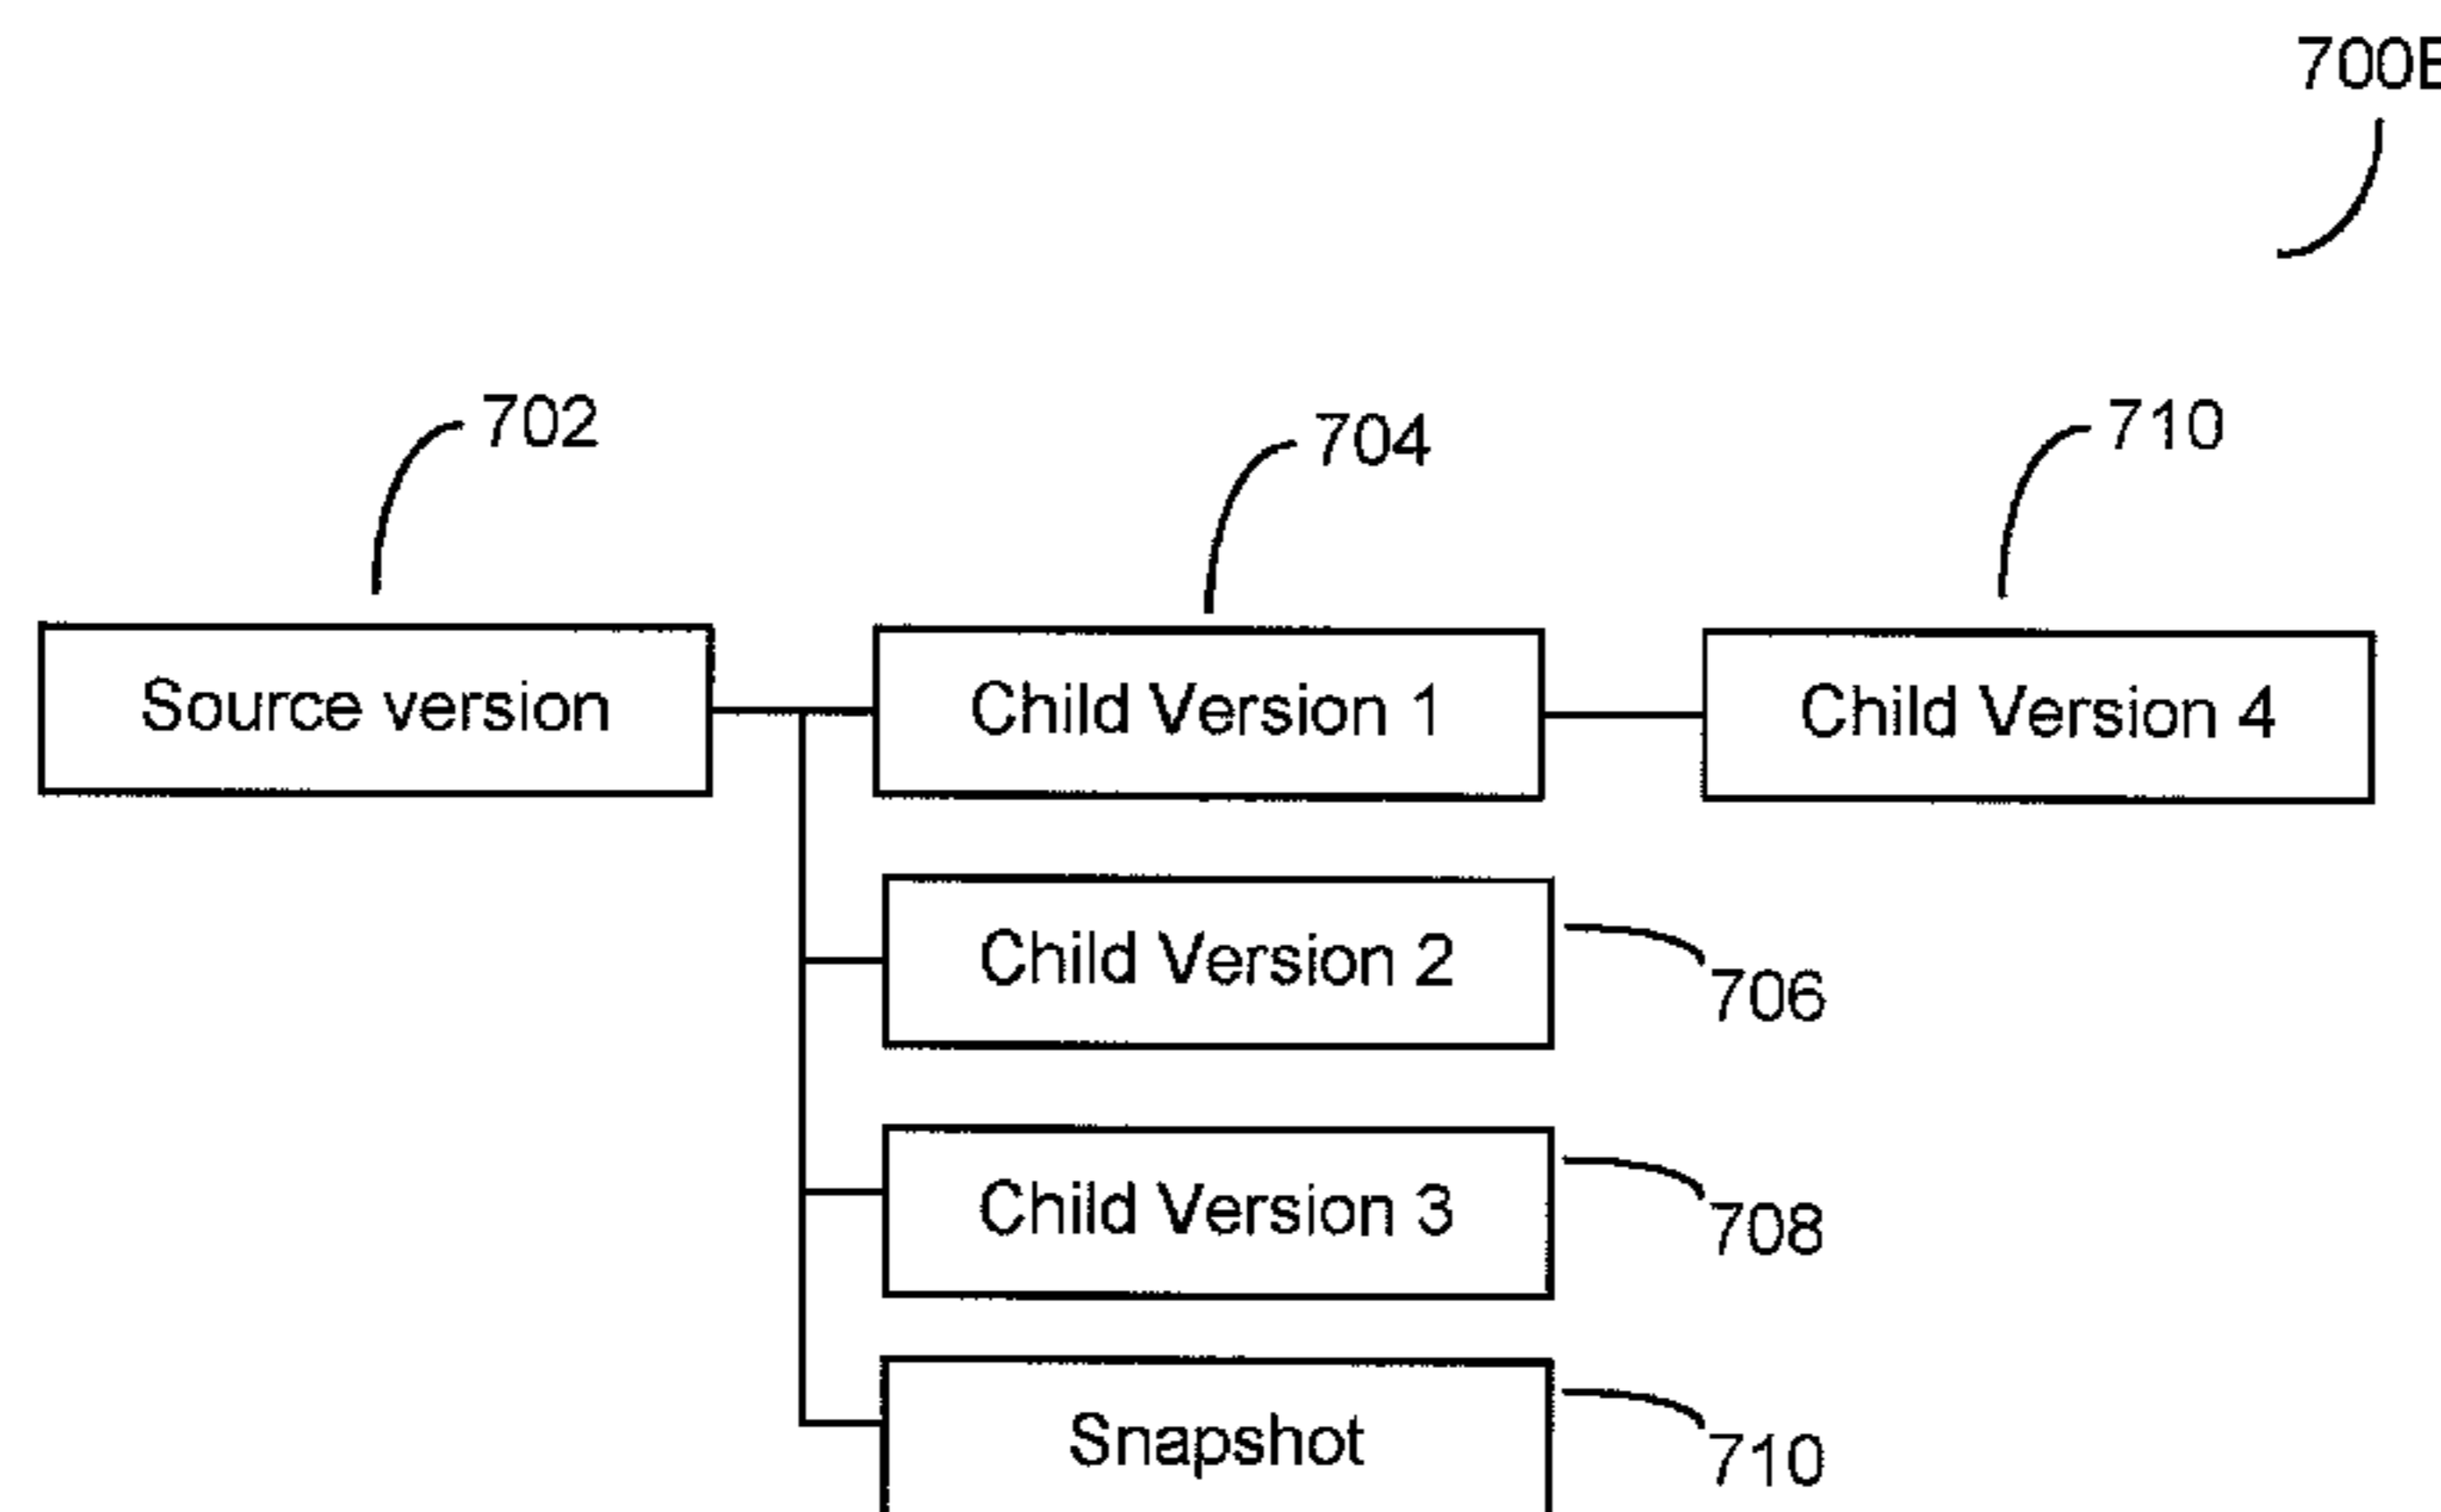 700B
702
704
710
Source version
Child Version 1
Child Version 4
Child Version 2
706
Child Version 3
708
Snapshot
710